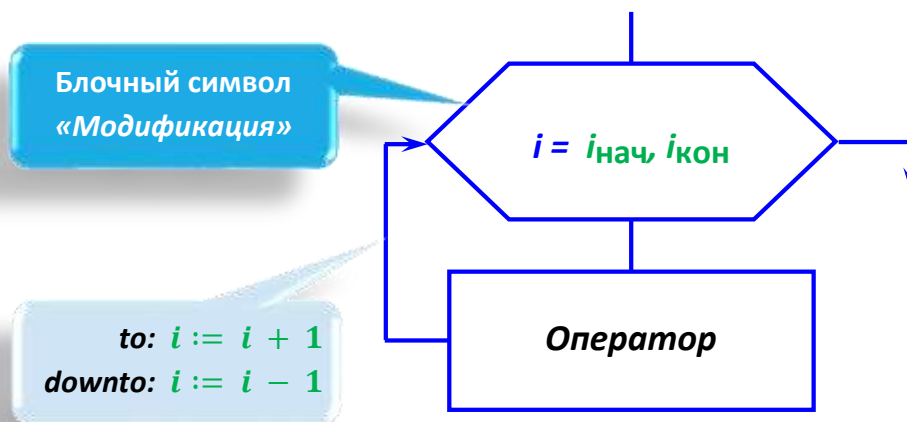 Блочный символ
«Модификация»
i = iнач, iкон
to: i := i + 1
downto: i := i − 1
Оператор